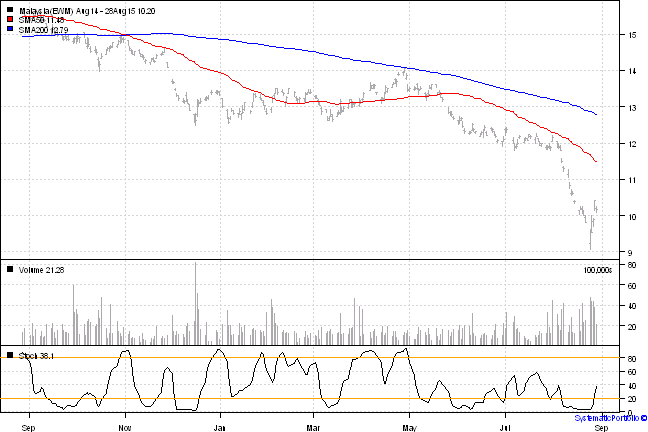 Malaysia(EWM) Aug14 - 28Aug15 10.20
SMA50 11.48
SMA200 12.79
15
14
13
12
11
10
9
Volume 21.28
100,000s
80
60
40
20
Stoch 38.1
80
60
40
20
0
SystematicPortfolio ©
Sep
Nov
Jan
Mar
May
Jul
Sep